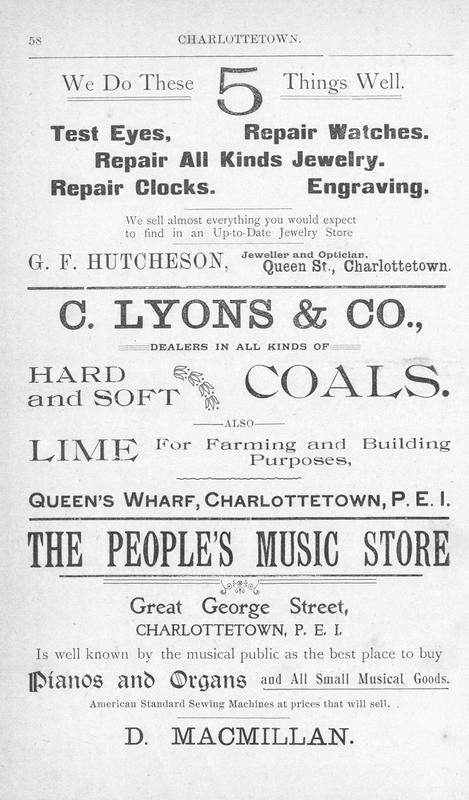 58 CHARLOTTETOWN.
We Do These 5 Things Well.
Test Eyes, Repair Watches.
Repair All Kinds Jewelry.
Repair Clocks. Engraving.
We sell almost everything you would expect
to find in an Up-to-Date Jewelry Store
G. F. HUTCHESON, Jeweller and Optician,
Queen St., Charlottetown.
C. LYONS & CO.,
DEALERS IN ALL KINDS OF
HARD
and SOFT COALS.
ALSO
LIME For Farming and Building
Purposes,
QUEEN'S WHARF, CHARLOTTETOWN, P. E. I.
THE PEOPLE'S MUSIC STORE
Great George Street,
CHARLOTTETOWN, P. E. I.
Is well known by the musical public as the best place to buy
Pianos and Organs and All Small Musical Goods.
American Standard Sewing Machines at prices that will sell.
D. MACMILLAN.